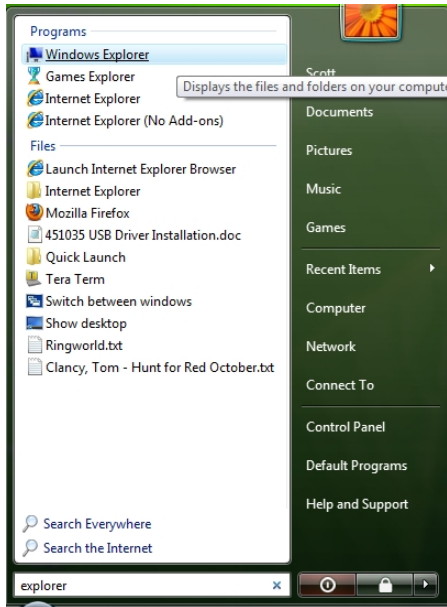 Programs
Windows Explorer
Games Explorer
Internet Explorer
Internet Explorer (No Add-ons)
Files
Launch Internet Explorer Browser
Internet Explorer
Mozilla Firefox
451035 USB Driver Installation.doc
Quick Launch
Tera Term
Switch between windows
Show desktop
Ringworld.txt
Clancy, Tom - Hunt for Red October.txt
Search Everywhere
Search the Internet
explorer
Displays the files and folders on your compute
Scott
Documents
Pictures
Music
Games
Recent Items
Computer
Network
Connect To
Control Panel
Default Programs
Help and Support